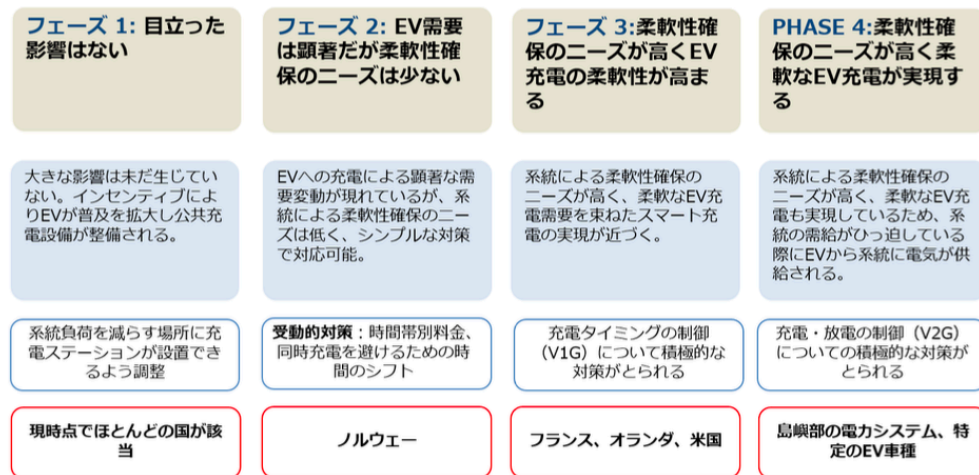 フェーズ 1: 目立った
影響はない
大きな影響は未だ生じてい
ない。インセンティブによ
りEVが普及を拡大し公共充
電設備が整備される。
系統負荷を減らす場所に充
電ステーションが設置でき
るよう調整
現時点でほとんどの国が該
当
フェーズ 2: EV需要
は顕著だが柔軟性確
保のニーズは少ない
EVへの充電による顕著な需
要変動が現れているが、系
統による柔軟性確保のニー
ズは低く、シンプルな対策
で対応可能。
受動的対策：時間帯別料金、
同時充電を避けるための時
間のシフト
ノルウェー
フェーズ 3:柔軟性確
保のニーズが高くEV
充電の柔軟性が高ま
る
系統による柔軟性確保の
ニーズが高く、柔軟なEV充
電需要を束ねたスマート充
電の実現が近づく。
充電タイミングの制御
（V1G）について積極的な
対策がとられる
フランス、オランダ、米国
PHASE 4:柔軟性確
保のニーズが高く柔
軟なEV充電が実現す
る
系統による柔軟性確保の
ニーズが高く、柔軟なEV充
電も実現しているため、系
統の需給がひっ迫している
際にEVから系統に電気が供
給される。
充電・放電の制御（V2G）
についての積極的な対策が
とられる
島嶼部の電力システム、特
定のEV車種